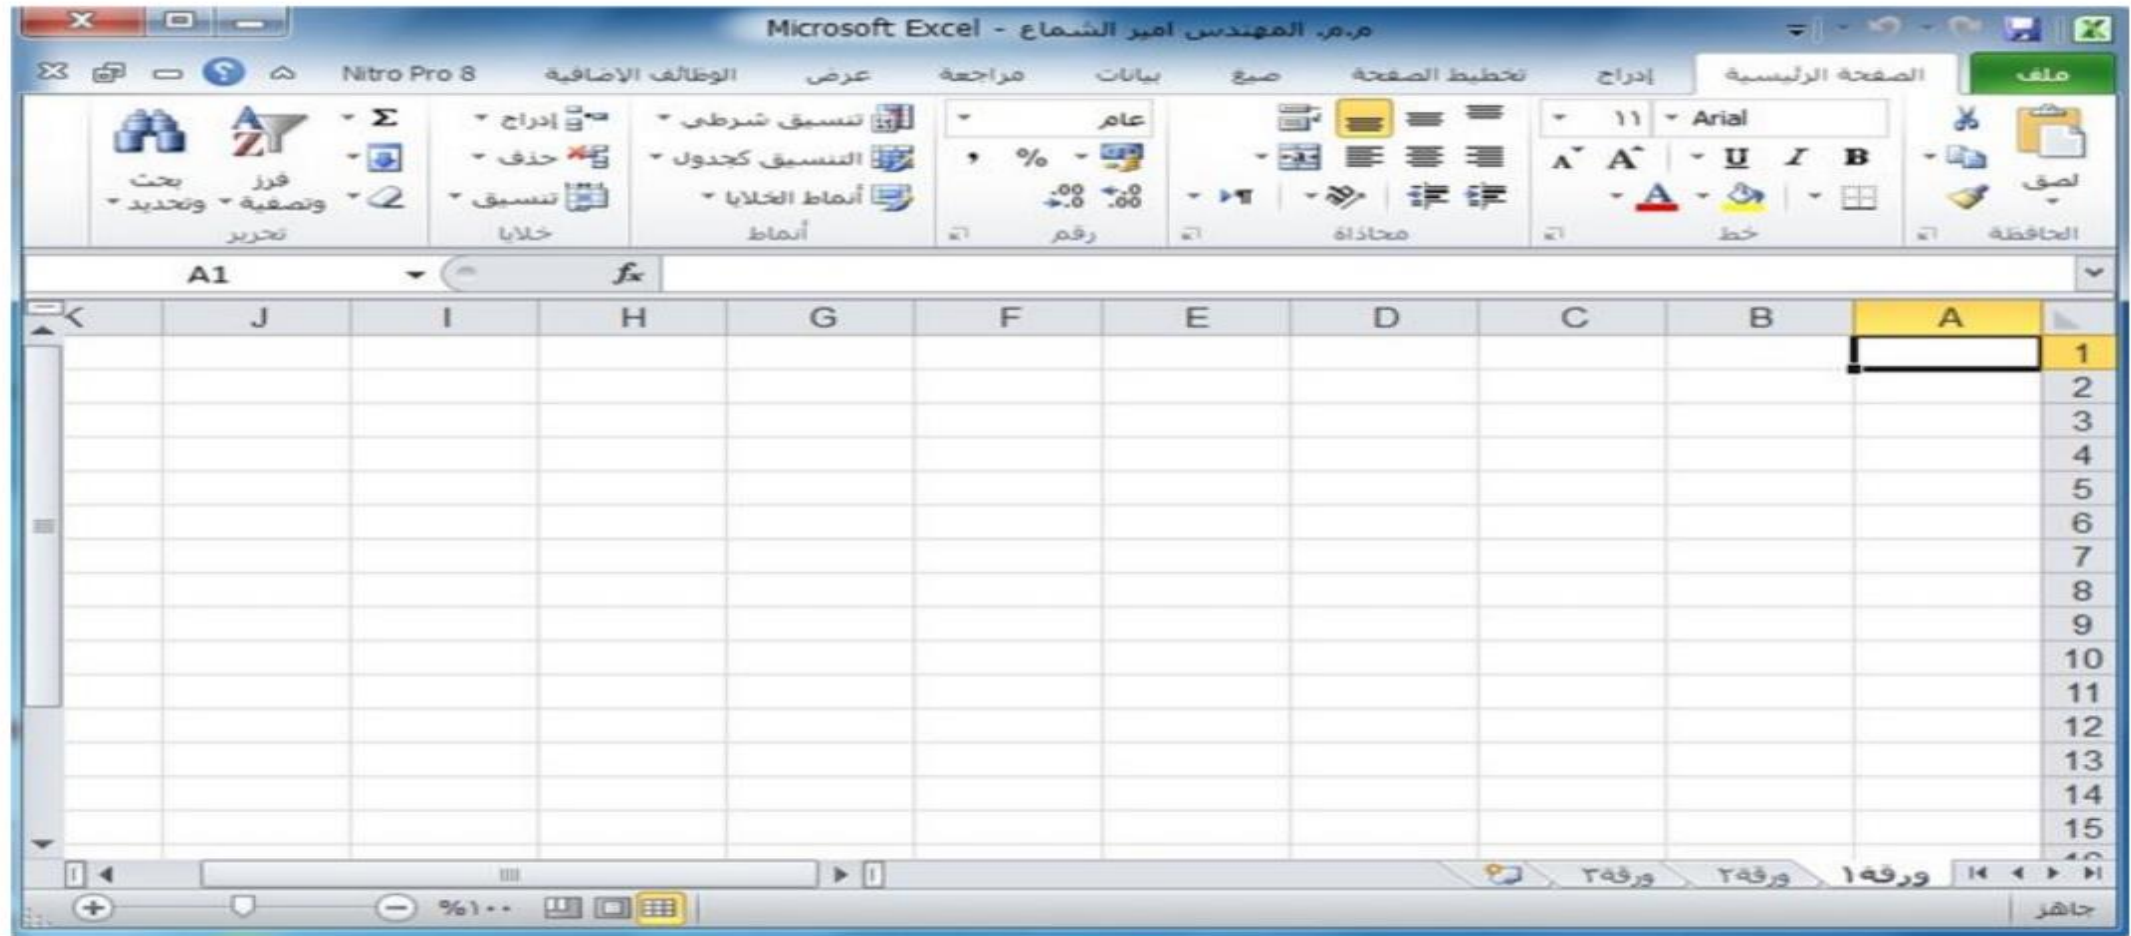 م.م. المهندس امير الشماع - Microsoft Excel
ملف الصفحة الرئيسية إدراج تخطيط الصفحة صيغ بيانات مراجعة عرض الوظائف الإضافية Nitro Pro 8
Arial ١١ عام تنسيق شرطي إدراج Σ
لصق B I U A A % , التنسيق كجدول حذف فرز وتصفية بحث وتحديد
A .00 .0 أنماط الخلايا تنسيق
الحافظة خط محاذاة رقم أنماط خلايا تحرير
A1 fx
A B C D E F G H I J K
1
2
3
4
5
6
7
8
9
10
11
12
13
14
15
ورقة١ ورقة٢ ورقة٣
جاهز ١٠٠%